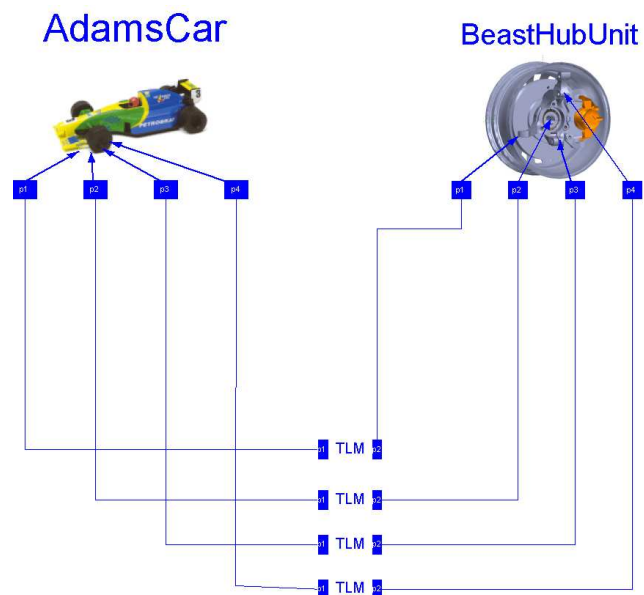 AdamsCar
BeastHubUnit
PETROBRAS
p1 p2 p3 p4
p1 p2 p3 p4
p1 TLM p2
p1 TLM p2
p1 TLM p2
p1 TLM p2